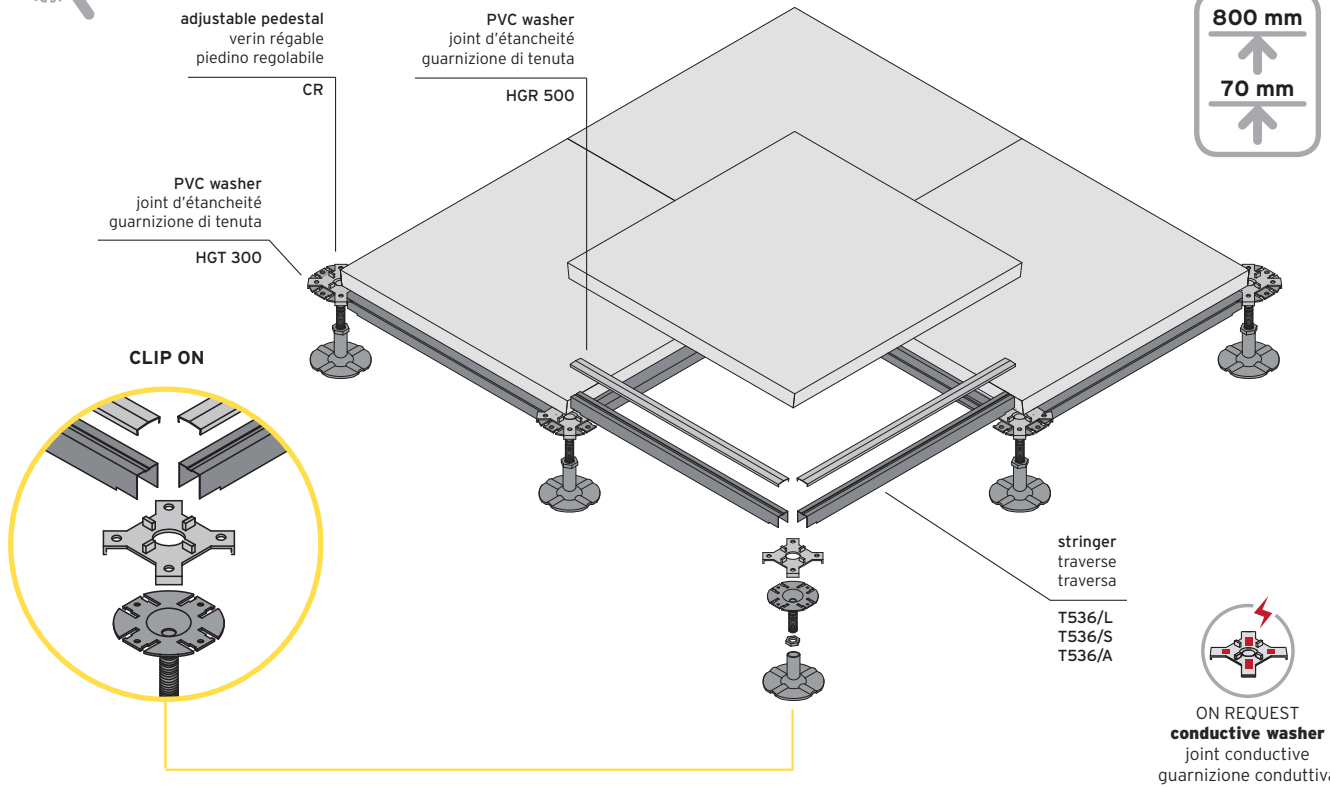 adjustable pedestal
verin régable
piedino regolabile
CR
PVC washer
joint d'étancheité
guarnizione di tenuta
HGR 500
800 mm
70 mm
PVC washer
joint d'étancheité
guarnizione di tenuta
HGT 300
CLIP ON
stringer
traverse
traversa
T536/L
T536/S
T536/A
ON REQUEST
conductive washer
joint conductive
guarnizione conduttiva